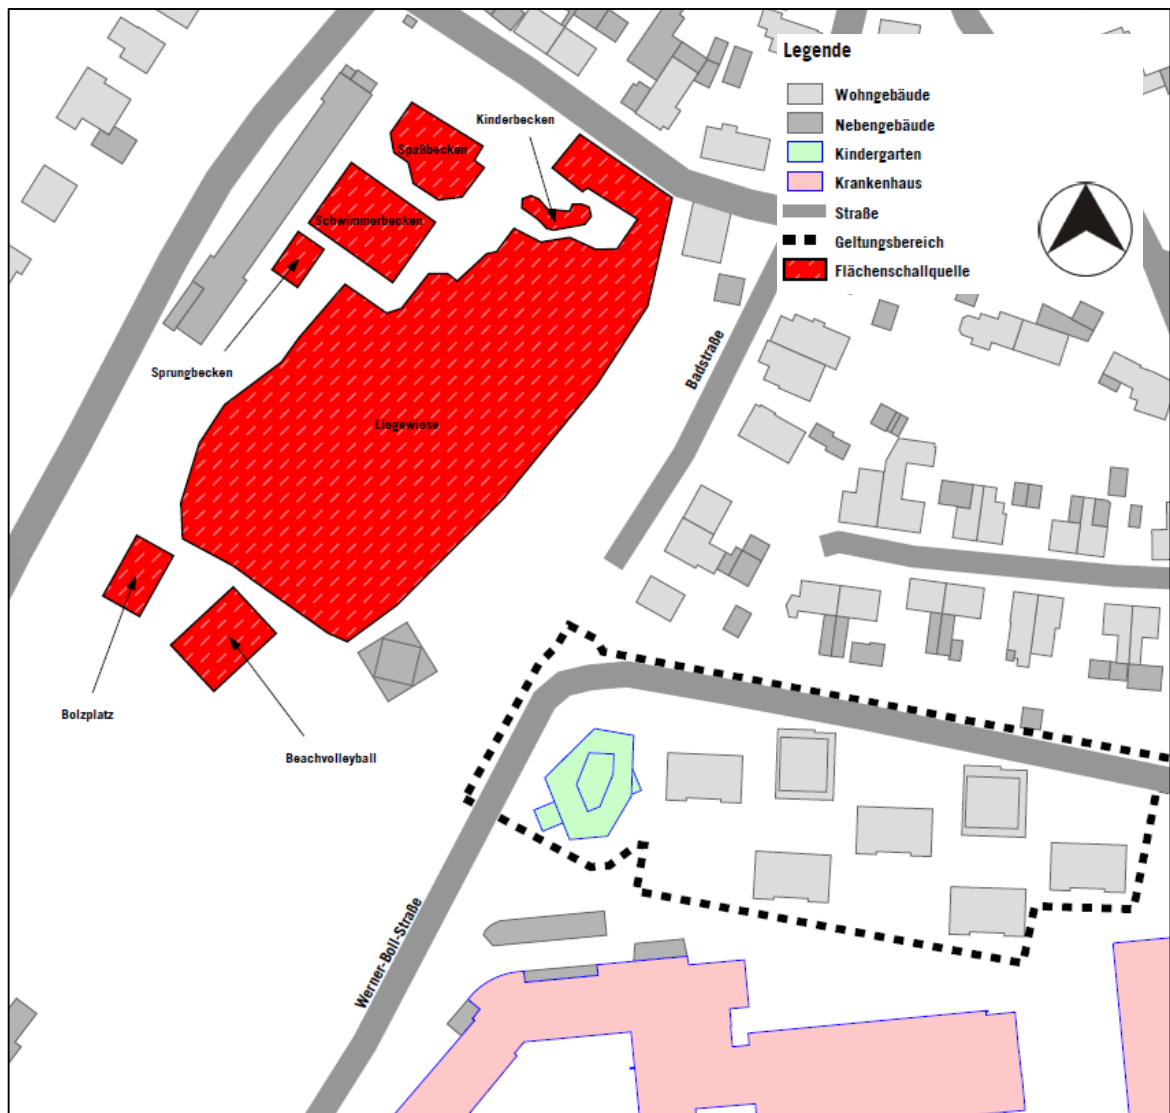 Legende
Wohngebäude
Nebengebäude
Kindergarten
Krankenhaus
Straße
Geltungsbereich
Flächenschallquelle
Kinderbecken
Spaßbecken
Schwimmerbecken
Sprungbecken
Badstraße
Liegewiese
Bolzplatz
Beachvolleyball
Werner-Boll-Straße